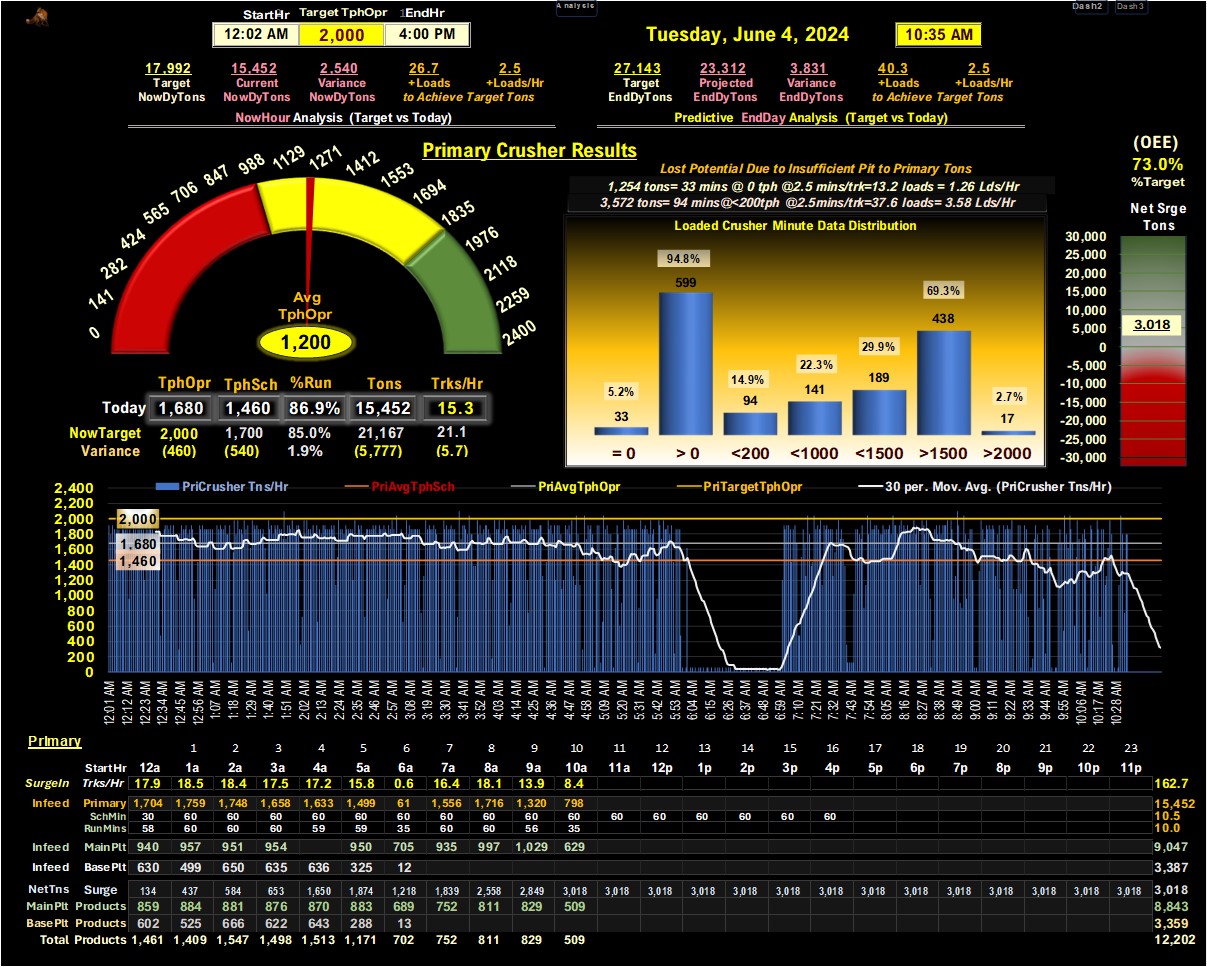 Analysis Dash2 Dash3
StartHr Target TphOpr 1EndHr
12:02 AM 2,000 4:00 PM
Tuesday, June 4, 2024 10:35 AM
17,992 15,452 2,540 26.7 2.5
Target Current Variance +Loads +Loads/Hr
NowDyTons NowDyTons NowDyTons to Achieve Target Tons
NowHour Analysis (Target vs Today)
27,143 23,312 3,831 40.3 2.5
Target Projected Variance +Loads +Loads/Hr
EndDyTons EndDyTons EndDyTons to Achieve Target Tons
Predictive EndDay Analysis (Target vs Today)
Primary Crusher Results
0 141 282 424 565 706 847 988 1129 1271 1412 1553 1694 1835 1976 2118 2259 2400
Avg
TphOpr
1,200
TphOpr TphSch %Run Tons Trks/Hr
Today 1,680 1,460 86.9% 15,452 15.3
NowTarget 2,000 1,700 85.0% 21,167 21.1
Variance (460) (540) 1.9% (5,777) (5.7)
Lost Potential Due to Insufficient Pit to Primary Tons
1,254 tons= 33 mins @ 0 tph @2.5 mins/trk=13.2 loads = 1.26 Lds/Hr
3,572 tons= 94 mins@<200tph @2.5mins/trk=37.6 loads= 3.58 Lds/Hr
Loaded Crusher Minute Data Distribution
5.2% 94.8% 14.9% 22.3% 29.9% 69.3% 2.7%
33 599 94 141 189 438 17
= 0 > 0 <200 <1000 <1500 >1500 >2000
(OEE)
73.0%
%Target
Net Srge
Tons
30,000
25,000
15,000
10,000
5,000
0
-5,000
-10,000
-15,000
-20,000
-25,000
-30,000
3,018
PriCrusher Tns/Hr PriAvgTphSch PriAvgTphOpr PriTargetTphOpr 30 per. Mov. Avg. (PriCrusher Tns/Hr)
2,400
2,200
2,000
1,800
1,600
1,400
1,200
1,000
800
600
400
200
0
2,000
1,680
1,460
12:01 AM 12:12 AM 12:23 AM 12:34 AM 12:45 AM 12:56 AM 1:07 AM 1:18 AM 1:29 AM 1:40 AM 1:51 AM 2:02 AM 2:13 AM 2:24 AM 2:35 AM 2:46 AM 2:57 AM 3:08 AM 3:19 AM 3:30 AM 3:41 AM 3:52 AM 4:03 AM 4:14 AM 4:25 AM 4:36 AM 4:47 AM 4:58 AM 5:09 AM 5:20 AM 5:31 AM 5:42 AM 5:53 AM 6:04 AM 6:15 AM 6:26 AM 6:37 AM 6:48 AM 6:59 AM 7:10 AM 7:21 AM 7:32 AM 7:43 AM 7:54 AM 8:05 AM 8:16 AM 8:27 AM 8:38 AM 8:49 AM 9:00 AM 9:11 AM 9:22 AM 9:33 AM 9:44 AM 9:55 AM 10:06 AM 10:17 AM 10:28 AM
Primary 1 2 3 4 5 6 7 8 9 10 11 12 13 14 15 16 17 18 19 20 21 22 23
StartHr 12a 1a 2a 3a 4a 5a 6a 7a 8a 9a 10a 11a 12p 1p 2p 3p 4p 5p 6p 7p 8p 9p 10p 11p
SurgeIn Trks/Hr 17.9 18.5 18.4 17.5 17.2 15.8 0.6 16.4 18.1 13.9 8.4 162.7
Infeed Primary 1,704 1,759 1,748 1,658 1,633 1,499 61 1,556 1,716 1,320 798 15,452
SchMin 30 60 60 60 60 60 60 60 60 60 60 60 60 60 60 60 60 10.5
RunMins 58 60 60 60 59 59 35 60 60 56 35 10.0
Infeed MainPlt 940 957 951 954 950 705 935 997 1,029 629 9,047
Infeed BasePlt 630 499 650 635 636 325 12 3,387
NetTns Surge 134 437 584 653 1,650 1,874 1,218 1,839 2,558 2,849 3,018 3,018 3,018 3,018 3,018 3,018 3,018 3,018 3,018 3,018 3,018 3,018 3,018 3,018 3,018
MainPlt Products 859 884 881 876 870 883 689 752 811 829 509 8,843
BasePlt Products 602 525 666 622 643 288 13 3,359
Total Products 1,461 1,409 1,547 1,498 1,513 1,171 702 752 811 829 509 12,202